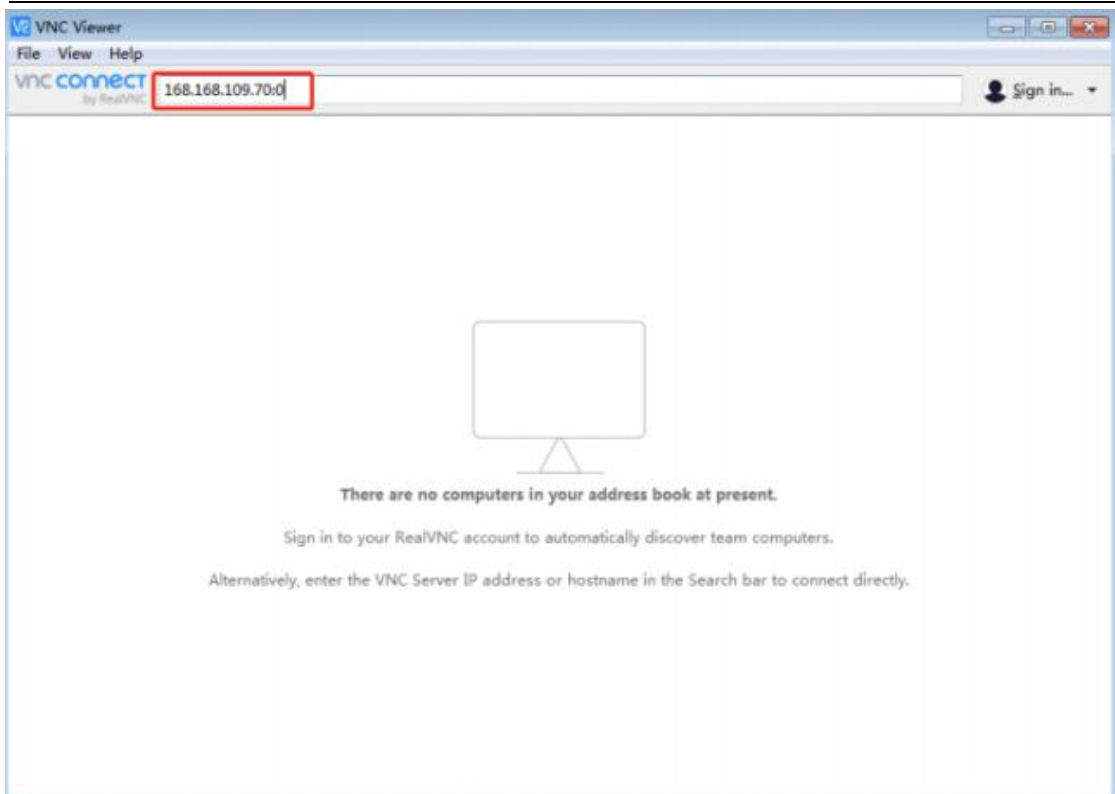 VNC Viewer
File View Help
vnc connect
by RealVNC
168.168.109.70:0
Sign in...
There are no computers in your address book at present.
Sign in to your RealVNC account to automatically discover team computers.
Alternatively, enter the VNC Server IP address or hostname in the Search bar to connect directly.